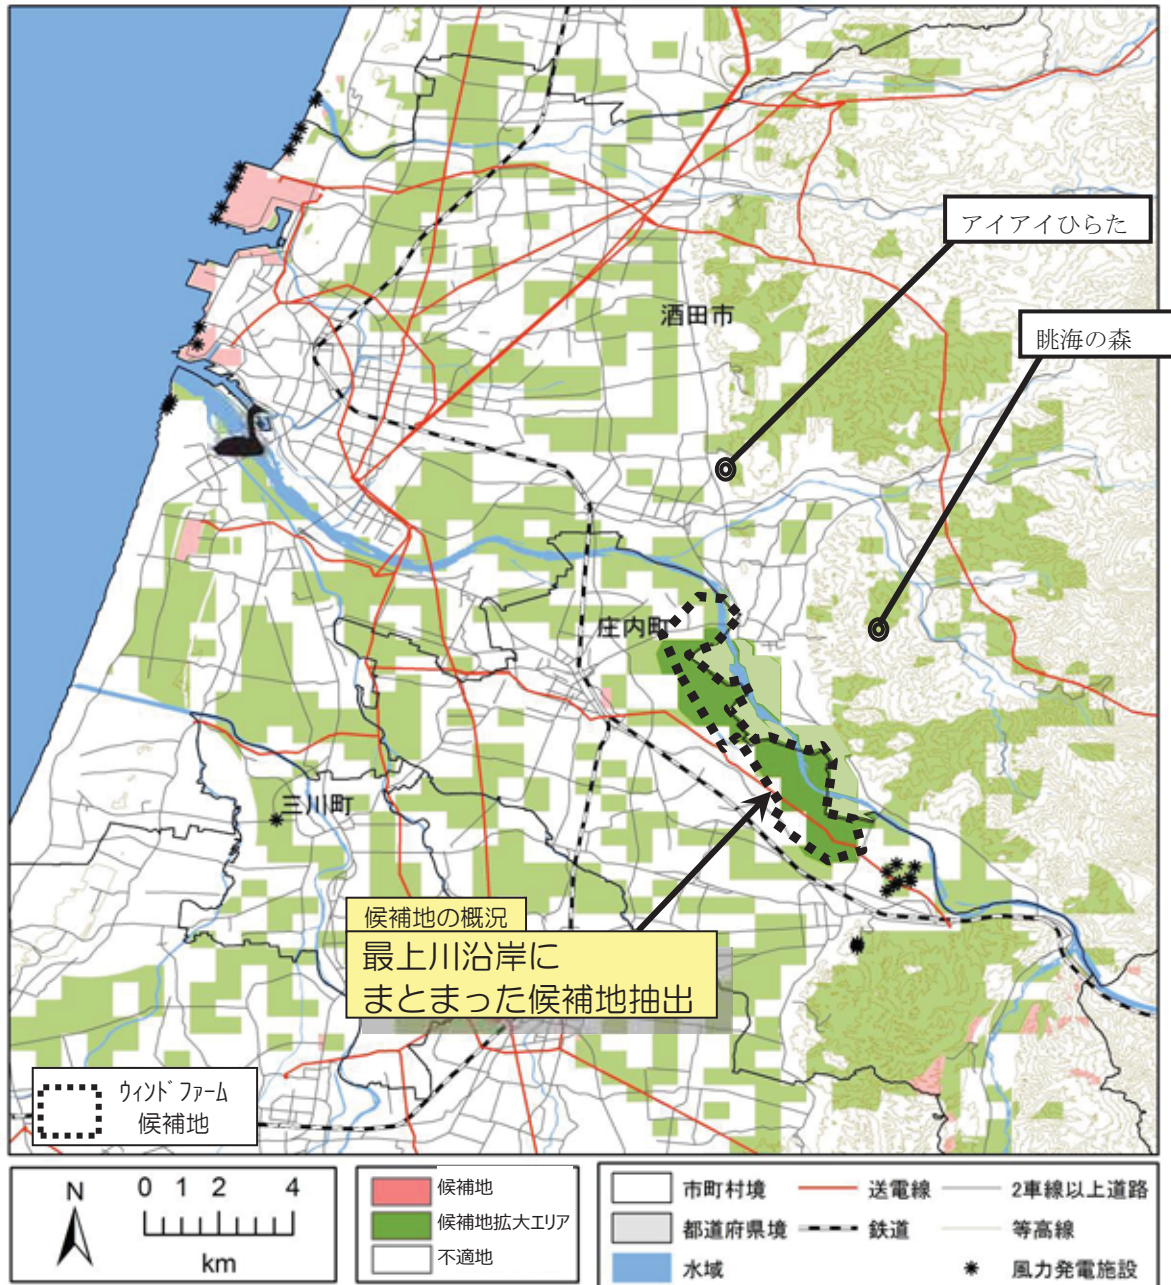 アイアイひらた
酒田市
眺海の森
庄内町
三川町
候補地の概況
最上川沿岸に
まとまった候補地抽出
ウィンドファーム
候補地
N
0 1 2 4
km
候補地
候補地拡大エリア
不適地
市町村境
送電線
2車線以上道路
都道府県境
鉄道
等高線
水域
風力発電施設